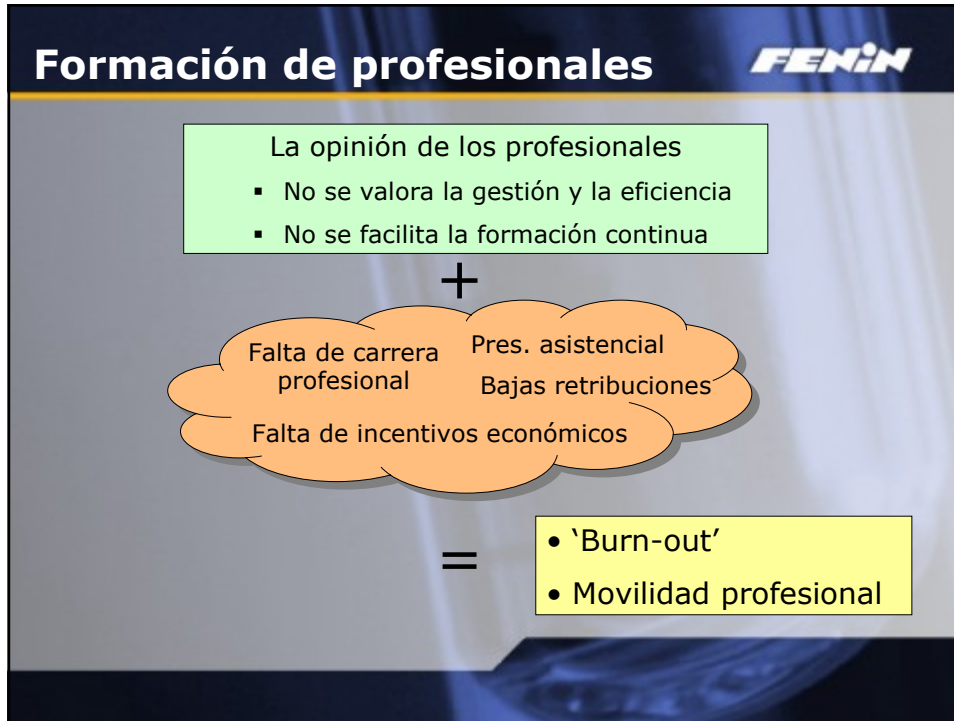 Formación de profesionales
FENiN
La opinión de los profesionales
▪ No se valora la gestión y la eficiencia
▪ No se facilita la formación continua
+
Falta de carrera
profesional
Pres. asistencial
Bajas retribuciones
Falta de incentivos económicos
=
• ‘Burn-out’
• Movilidad profesional